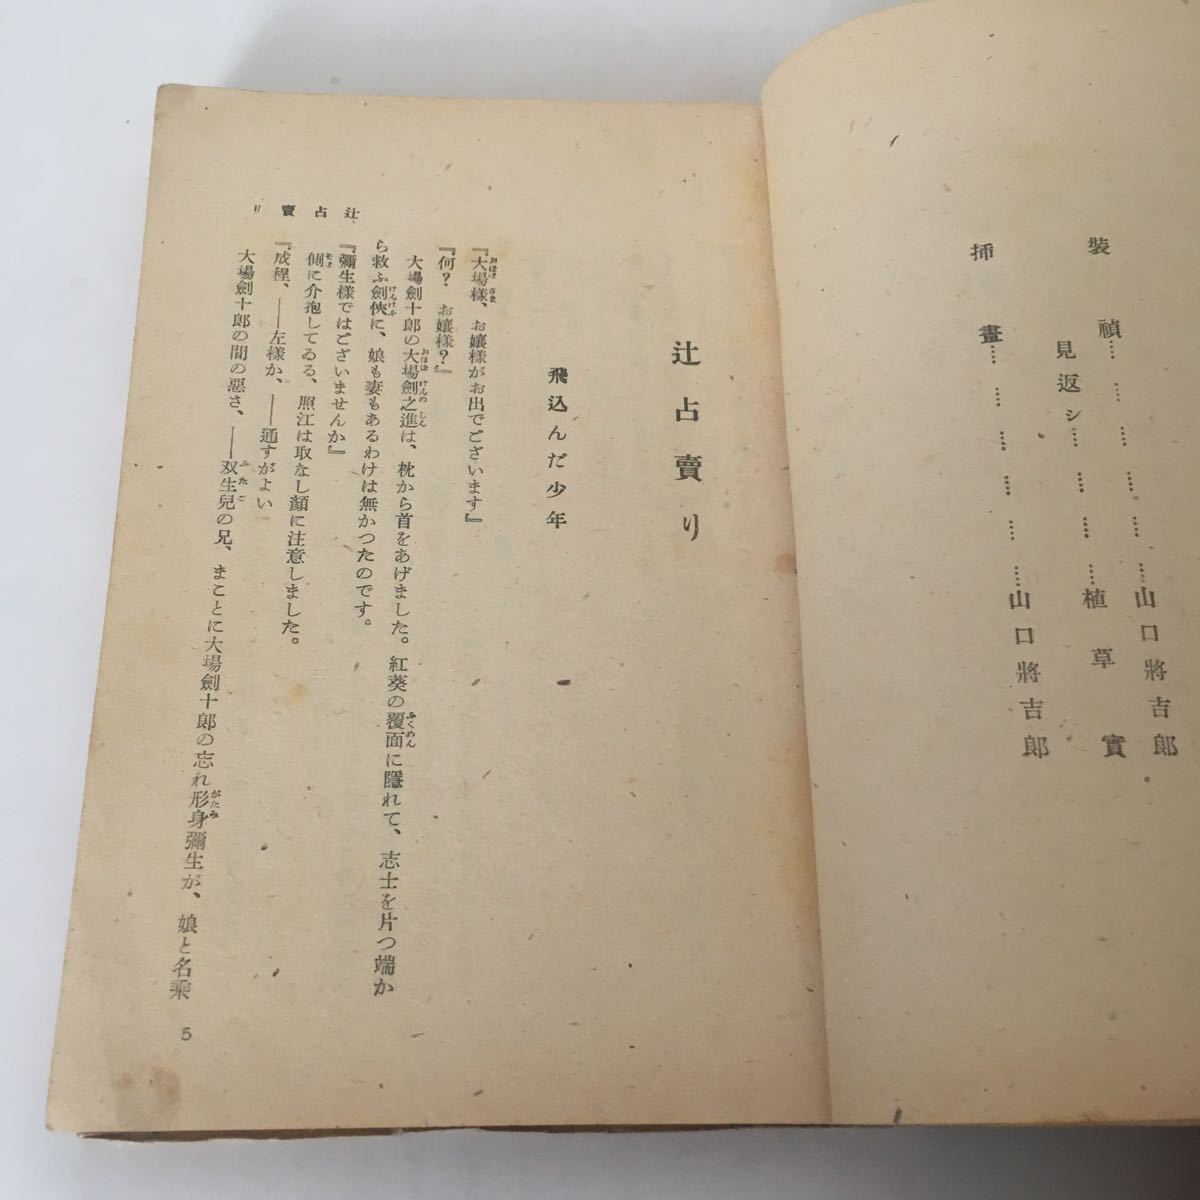 裝幀……………………山口將吉郎
見返シ………………植草實
挿畫……………………山口將吉郎
辻占賣り
飛込んだ少年
『大場樣、お孃樣がお出でございます』
『何？　お孃樣？』
大場劍十郎の大場劍之進は、枕から首をあげました。紅葵の覆面に隱れて、志士を片つ端か
ら救ふ劍俠に、娘も妻もあるわけは無かつたのです。
『彌生樣ではございませんか』
側に介抱してゐる、照江は取なし顏に注意しました。
『成程、――左樣か、――通すがよい
大場劍十郎の間の惡さ、――双生兒の兄、まことに大場劍十郎の忘れ形身彌生が、娘と名乘
辻占賣り
5